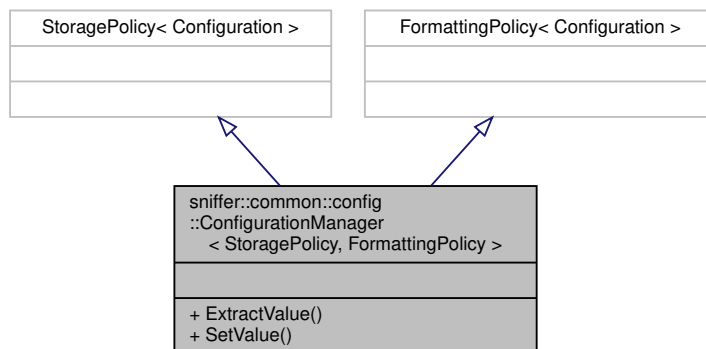 StoragePolicy< Configuration >
FormattingPolicy< Configuration >
sniffer::common::config
::ConfigurationManager
< StoragePolicy, FormattingPolicy >
+ ExtractValue()
+ SetValue()